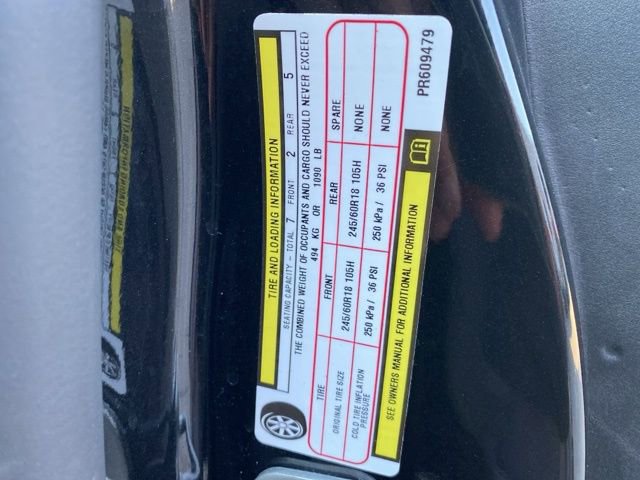 TIRE AND LOADING INFORMATION
SEATING CAPACITY – TOTAL 7 FRONT 2 REAR 5
THE COMBINED WEIGHT OF OCCUPANTS AND CARGO SHOULD NEVER EXCEED
494 KG OR 1090 LB
TIRE FRONT REAR SPARE
ORIGINAL TIRE SIZE 245/60R18 105H 245/60R18 105H NONE
COLD TIRE INFLATION PRESSURE 250 kPa / 36 PSI 250 kPa / 36 PSI NONE
SEE OWNERS MANUAL FOR ADDITIONAL INFORMATION
PR609479